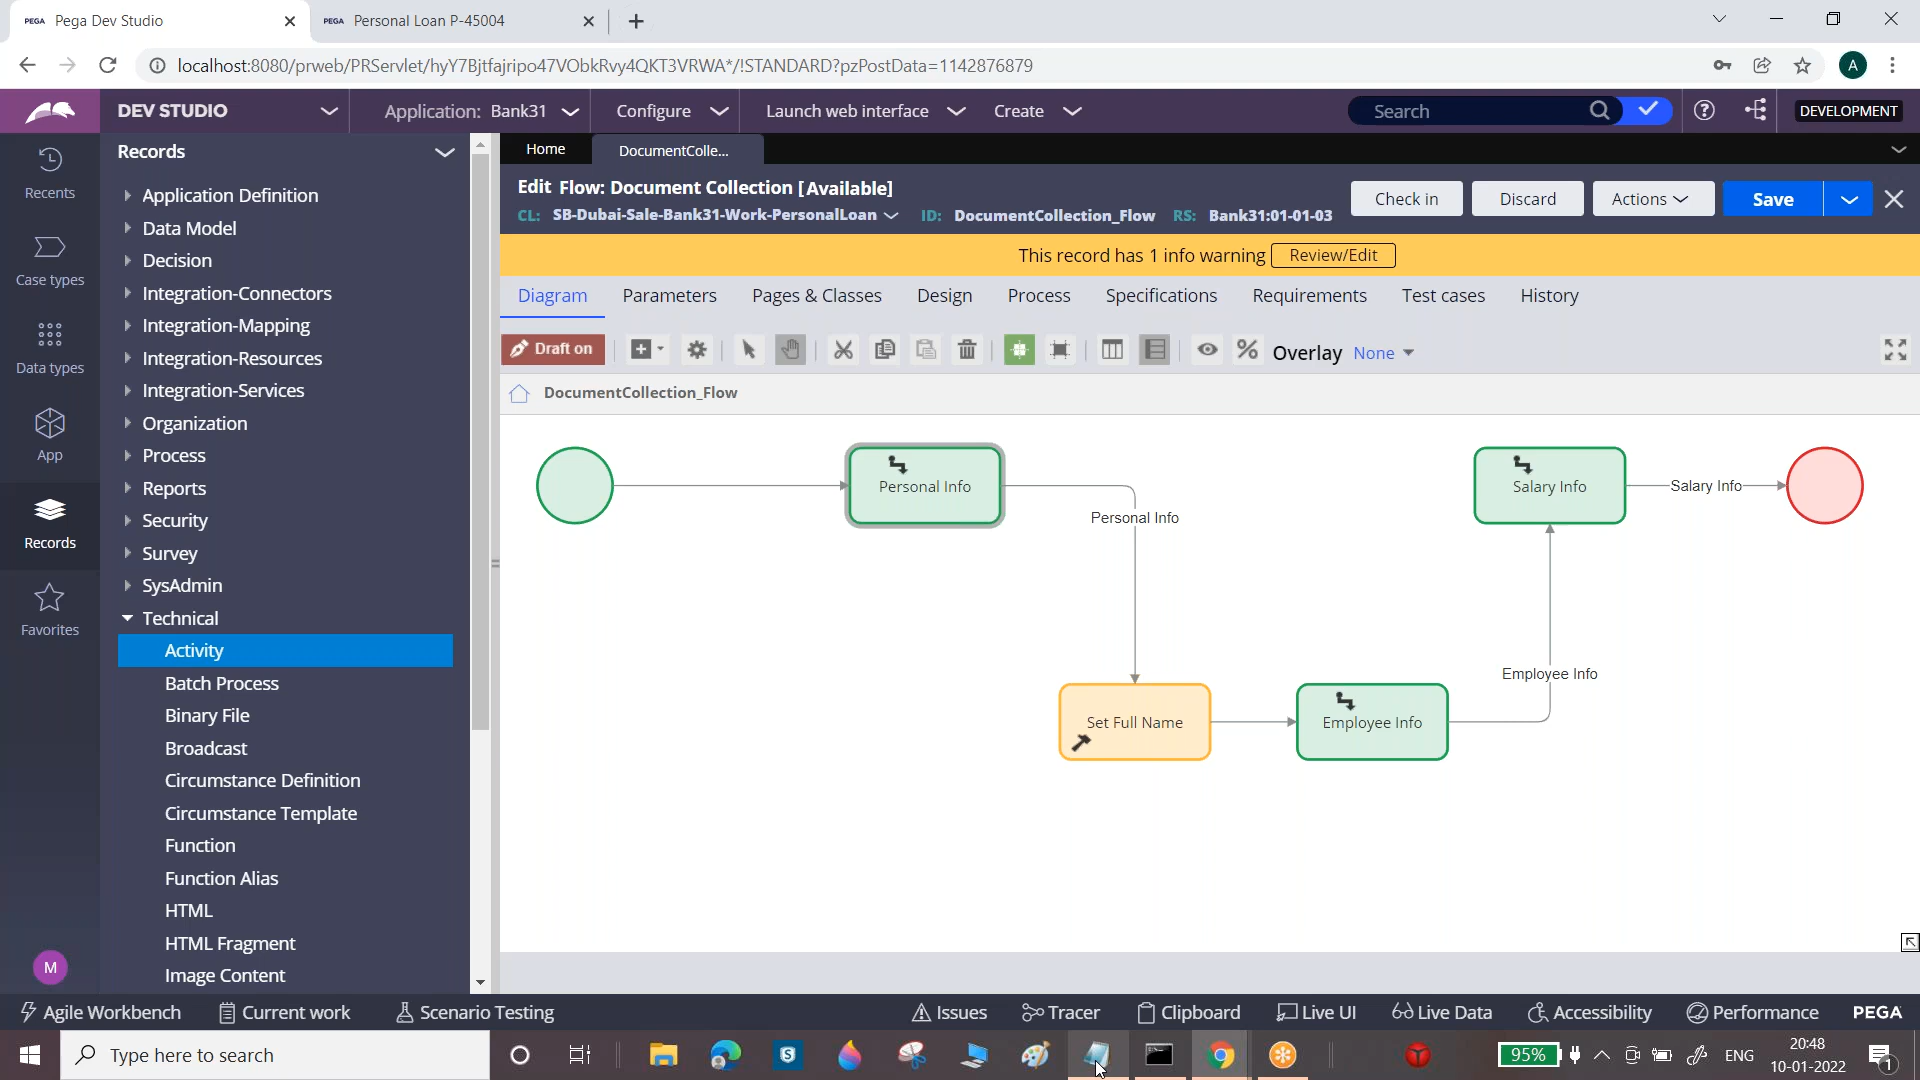 PEGA Pega Dev Studio
PEGA Personal Loan P-45004
localhost:8080/prweb/PRServlet/hyY7Bjtfajripo47VObkRvy4QKT3VRWA*/!STANDARD?pzPostData=1142876879
A
DEV STUDIO
Application: Bank31
Configure
Launch web interface
Create
Search
DEVELOPMENT
Recents
Case types
Data types
App
Records
Favorites
M
Records
Application Definition
Data Model
Decision
Integration-Connectors
Integration-Mapping
Integration-Resources
Integration-Services
Organization
Process
Reports
Security
Survey
SysAdmin
Technical
Activity
Batch Process
Binary File
Broadcast
Circumstance Definition
Circumstance Template
Function
Function Alias
HTML
HTML Fragment
Image Content
Home
DocumentColle...
Edit Flow: Document Collection [Available]
CL: SB-Dubai-Sale-Bank31-Work-PersonalLoan ID: DocumentCollection_Flow RS: Bank31:01-01-03
Check in
Discard
Actions
Save
This record has 1 info warning Review/Edit
Diagram
Parameters
Pages & Classes
Design
Process
Specifications
Requirements
Test cases
History
Draft on
Overlay None
DocumentCollection_Flow
Personal Info
Personal Info
Salary Info
Salary Info
Employee Info
Set Full Name
Employee Info
Agile Workbench
Current work
Scenario Testing
Issues
Tracer
Clipboard
Live UI
Live Data
Accessibility
Performance
PEGA
Type here to search
95%
ENG
20:48
10-01-2022
1